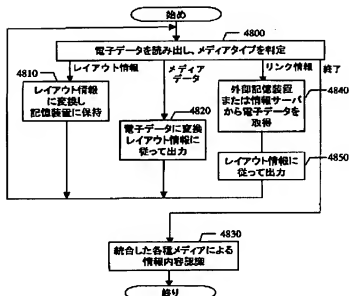 始め
4800
電子データを読み出し、メディアタイプを判定
レイアウト情報
メディア
データ
リンク情報
終了
4810
レイアウト情報
に変換し
記憶装置に保持
4820
電子データに変換
レイアウト情報に
従って出力
4840
外部記憶装置
または情報サーバ
から電子データを
取得
4850
レイアウト情報に
従って出力
4830
統合した各種メディアによる
情報内容認識
終り